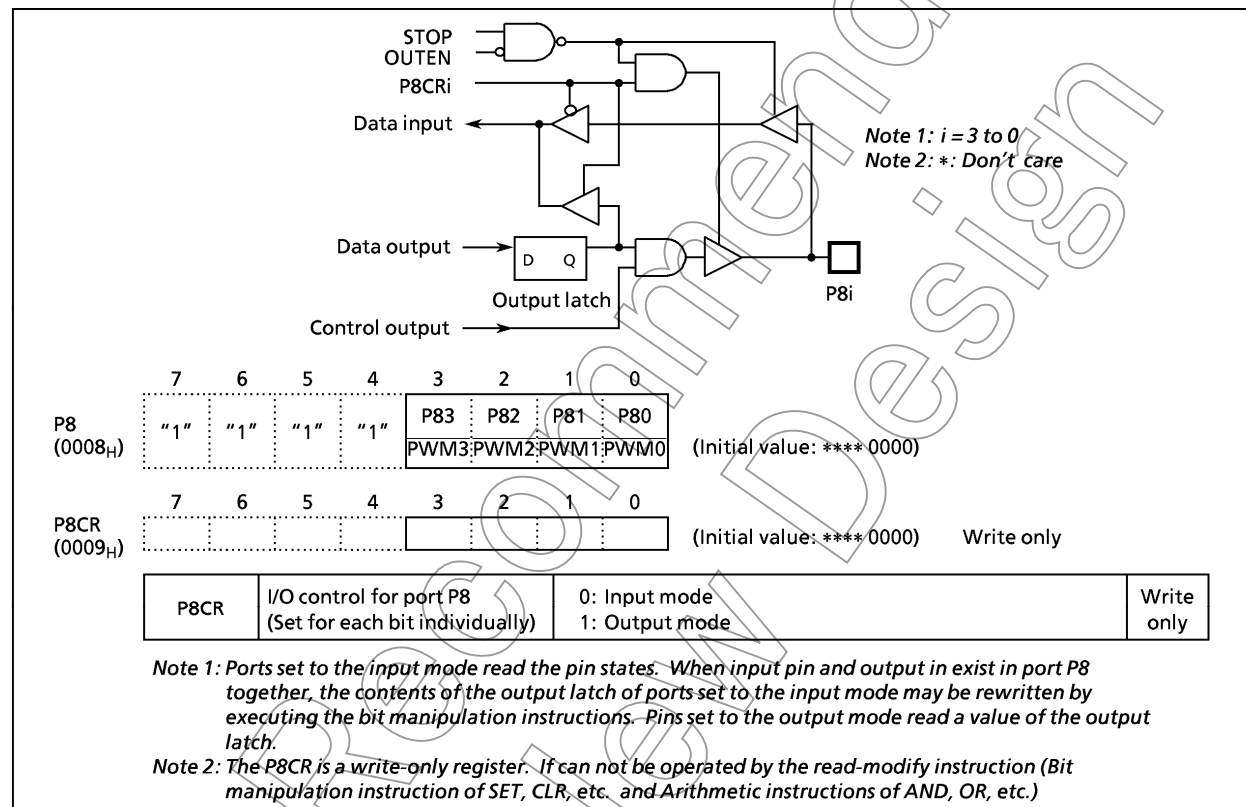 STOP
OUTEN
P8CRi
Data input
Note 1: i = 3 to 0
Note 2: *: Don't care
Data output
D Q
Output latch
P8i
Control output
7 6 5 4 3 2 1 0
P8
(0008H)
"1" "1" "1" "1" P83 P82 P81 P80
PWM3 PWM2 PWM1 PWM0
(Initial value: **** 0000)
7 6 5 4 3 2 1 0
P8CR
(0009H)
(Initial value: **** 0000) Write only
P8CR
I/O control for port P8
(Set for each bit individually)
0: Input mode
1: Output mode
Write
only
Note 1: Ports set to the input mode read the pin states. When input pin and output in exist in port P8
together, the contents of the output latch of ports set to the input mode may be rewritten by
executing the bit manipulation instructions. Pins set to the output mode read a value of the output
latch.
Note 2: The P8CR is a write-only register. If can not be operated by the read-modify instruction (Bit
manipulation instruction of SET, CLR, etc. and Arithmetic instructions of AND, OR, etc.)
Recommend
New Design